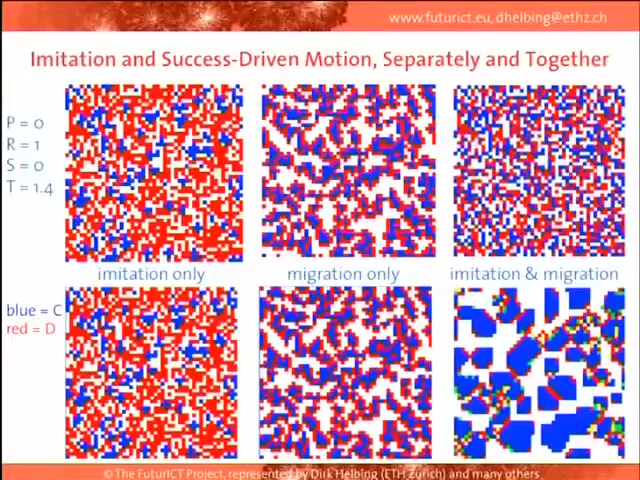 www.futurict.eu, dhelbing@ethz.ch
Imitation and Success-Driven Motion, Separately and Together
P = 0
R = 1
S = 0
T = 1.4
imitation only
migration only
imitation & migration
blue = C
red = D
© The FuturICT Project, represented by Dirk Helbing (ETH Zurich) and many others